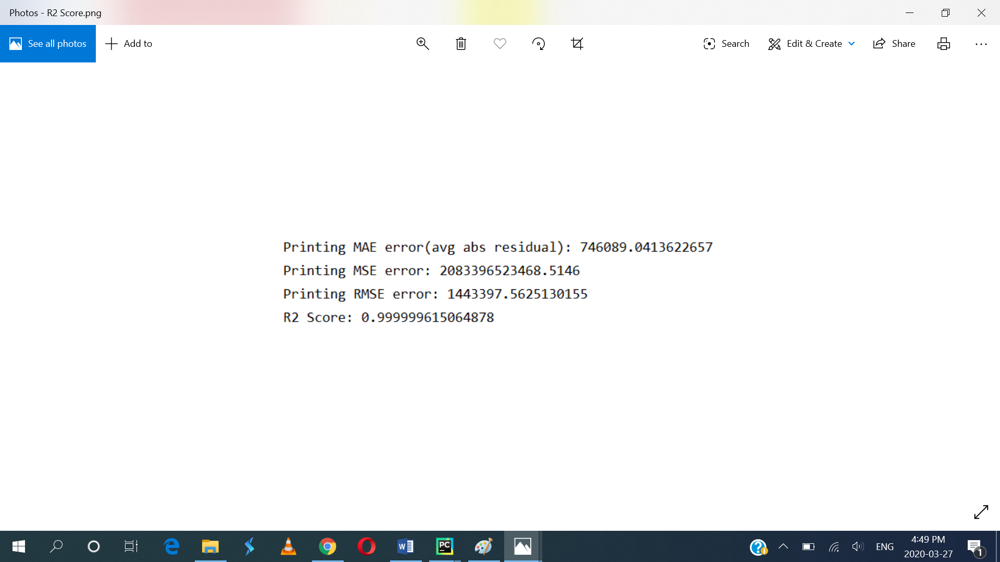 Photos - R2 Score.png
See all photos
Add to
Search
Edit & Create
Share
Printing MAE error(avg abs residual): 746089.0413622657
Printing MSE error: 2083396523468.5146
Printing RMSE error: 1443397.5625130155
R2 Score: 0.999999615064878
W
PC
ENG
4:49 PM
2020-03-27
1